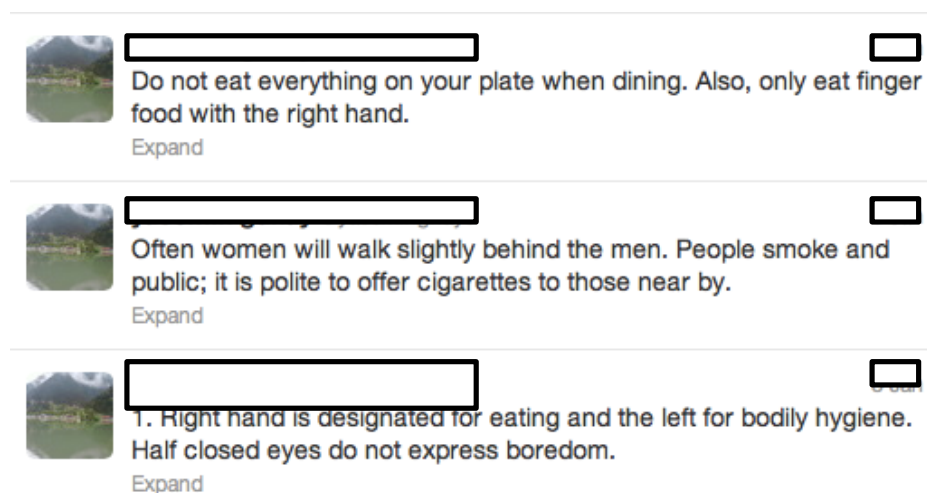 Do not eat everything on your plate when dining. Also, only eat finger
food with the right hand.
Expand
Often women will walk slightly behind the men. People smoke and
public; it is polite to offer cigarettes to those near by.
Expand
1. Right hand is designated for eating and the left for bodily hygiene.
Half closed eyes do not express boredom.
Expand